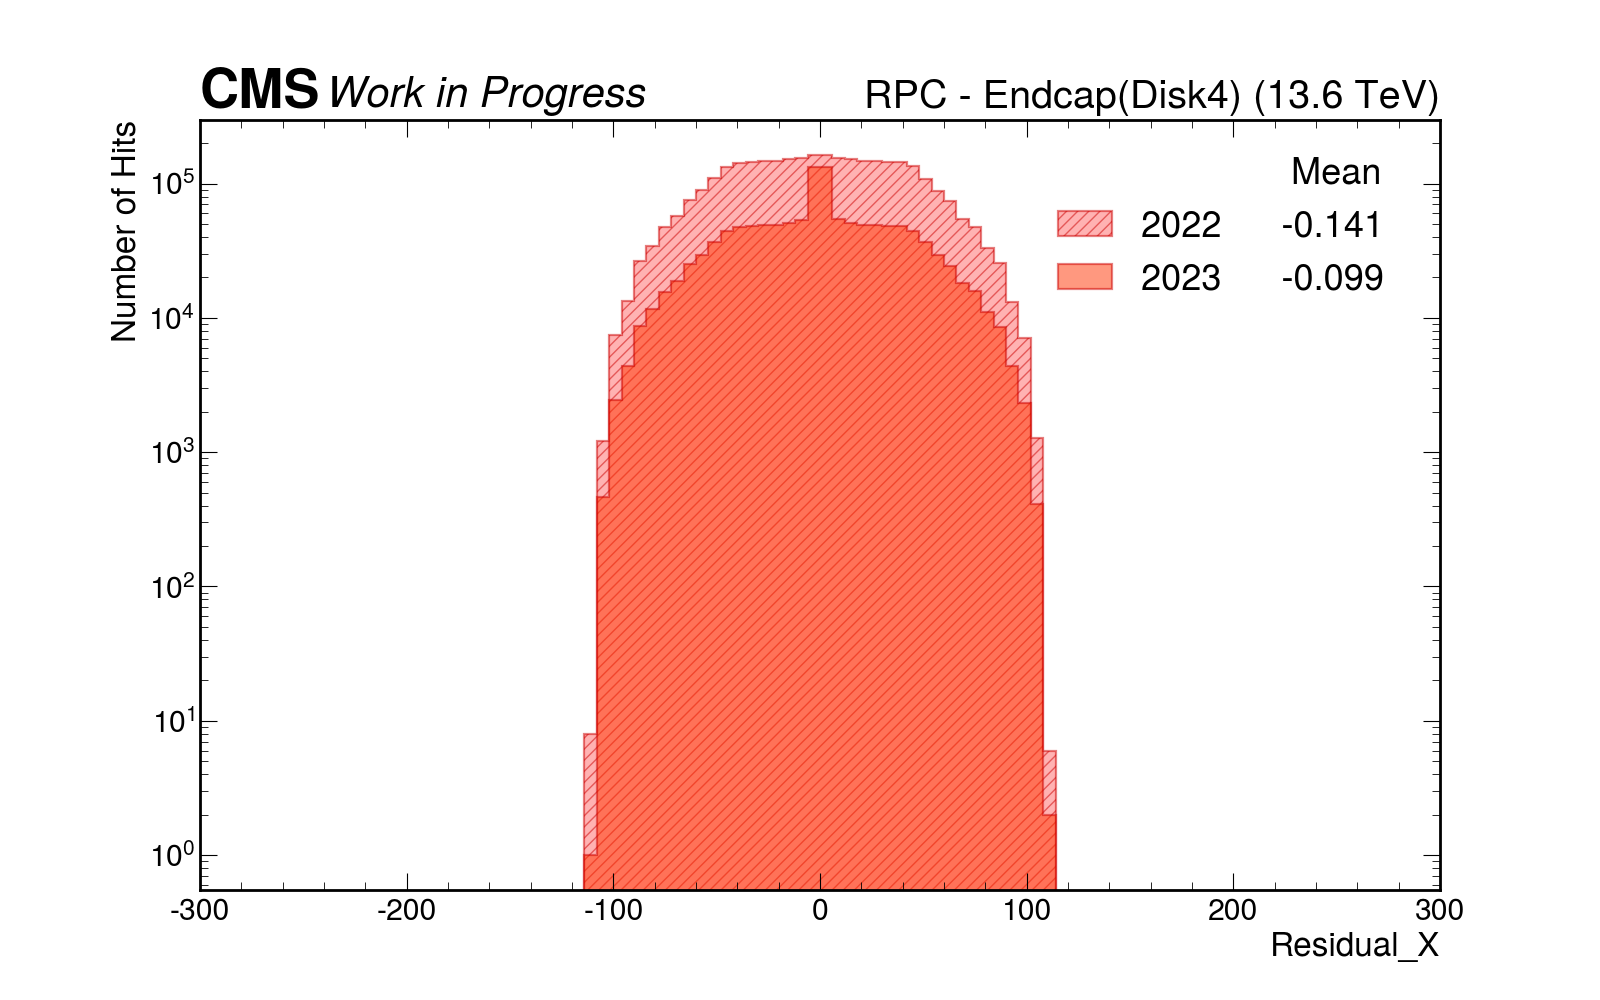 CMS Work in Progress RPC - Endcap(Disk4) (13.6 TeV)
Number of Hits
10^5
10^4
10^3
10^2
10^1
10^0
Mean
2022 -0.141
2023 -0.099
-300 -200 -100 0 100 200 300
Residual_X